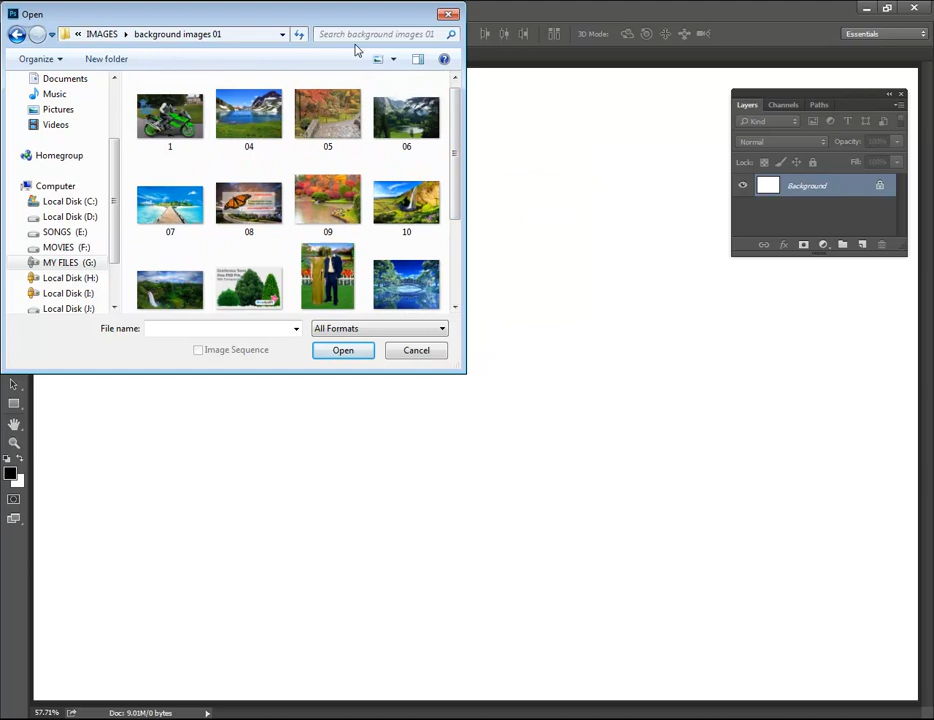 Ps Open
IMAGES background images 01 Search background images 01
Organize New folder
3D Mode: Essentials
Documents
Music
Pictures
Videos
Homegroup
Computer
Local Disk (C:)
Local Disk (D:)
SONGS (E:)
MOVIES (F:)
MY FILES (G:)
Local Disk (H:)
Local Disk (I:)
Local Disk (J:)
1 04 05 06
07 08 09 10
File name: All Formats
Image Sequence Open Cancel
Layers Channels Paths
Kind
Normal Opacity: 100%
Lock: Fill: 100%
Background
57.71% Doc: 9.01M/0 bytes